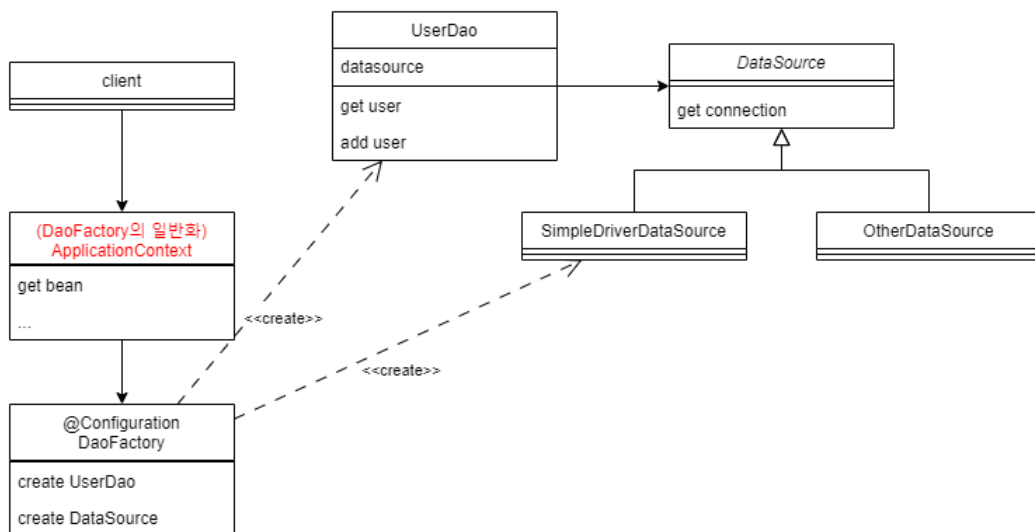 client
(DaoFactory의 일반화)
ApplicationContext
get bean
...
@Configuration
DaoFactory
create UserDao
create DataSource
UserDao
datasource
get user
add user
DataSource
get connection
SimpleDriverDataSource
OtherDataSource
<<create>>
<<create>>